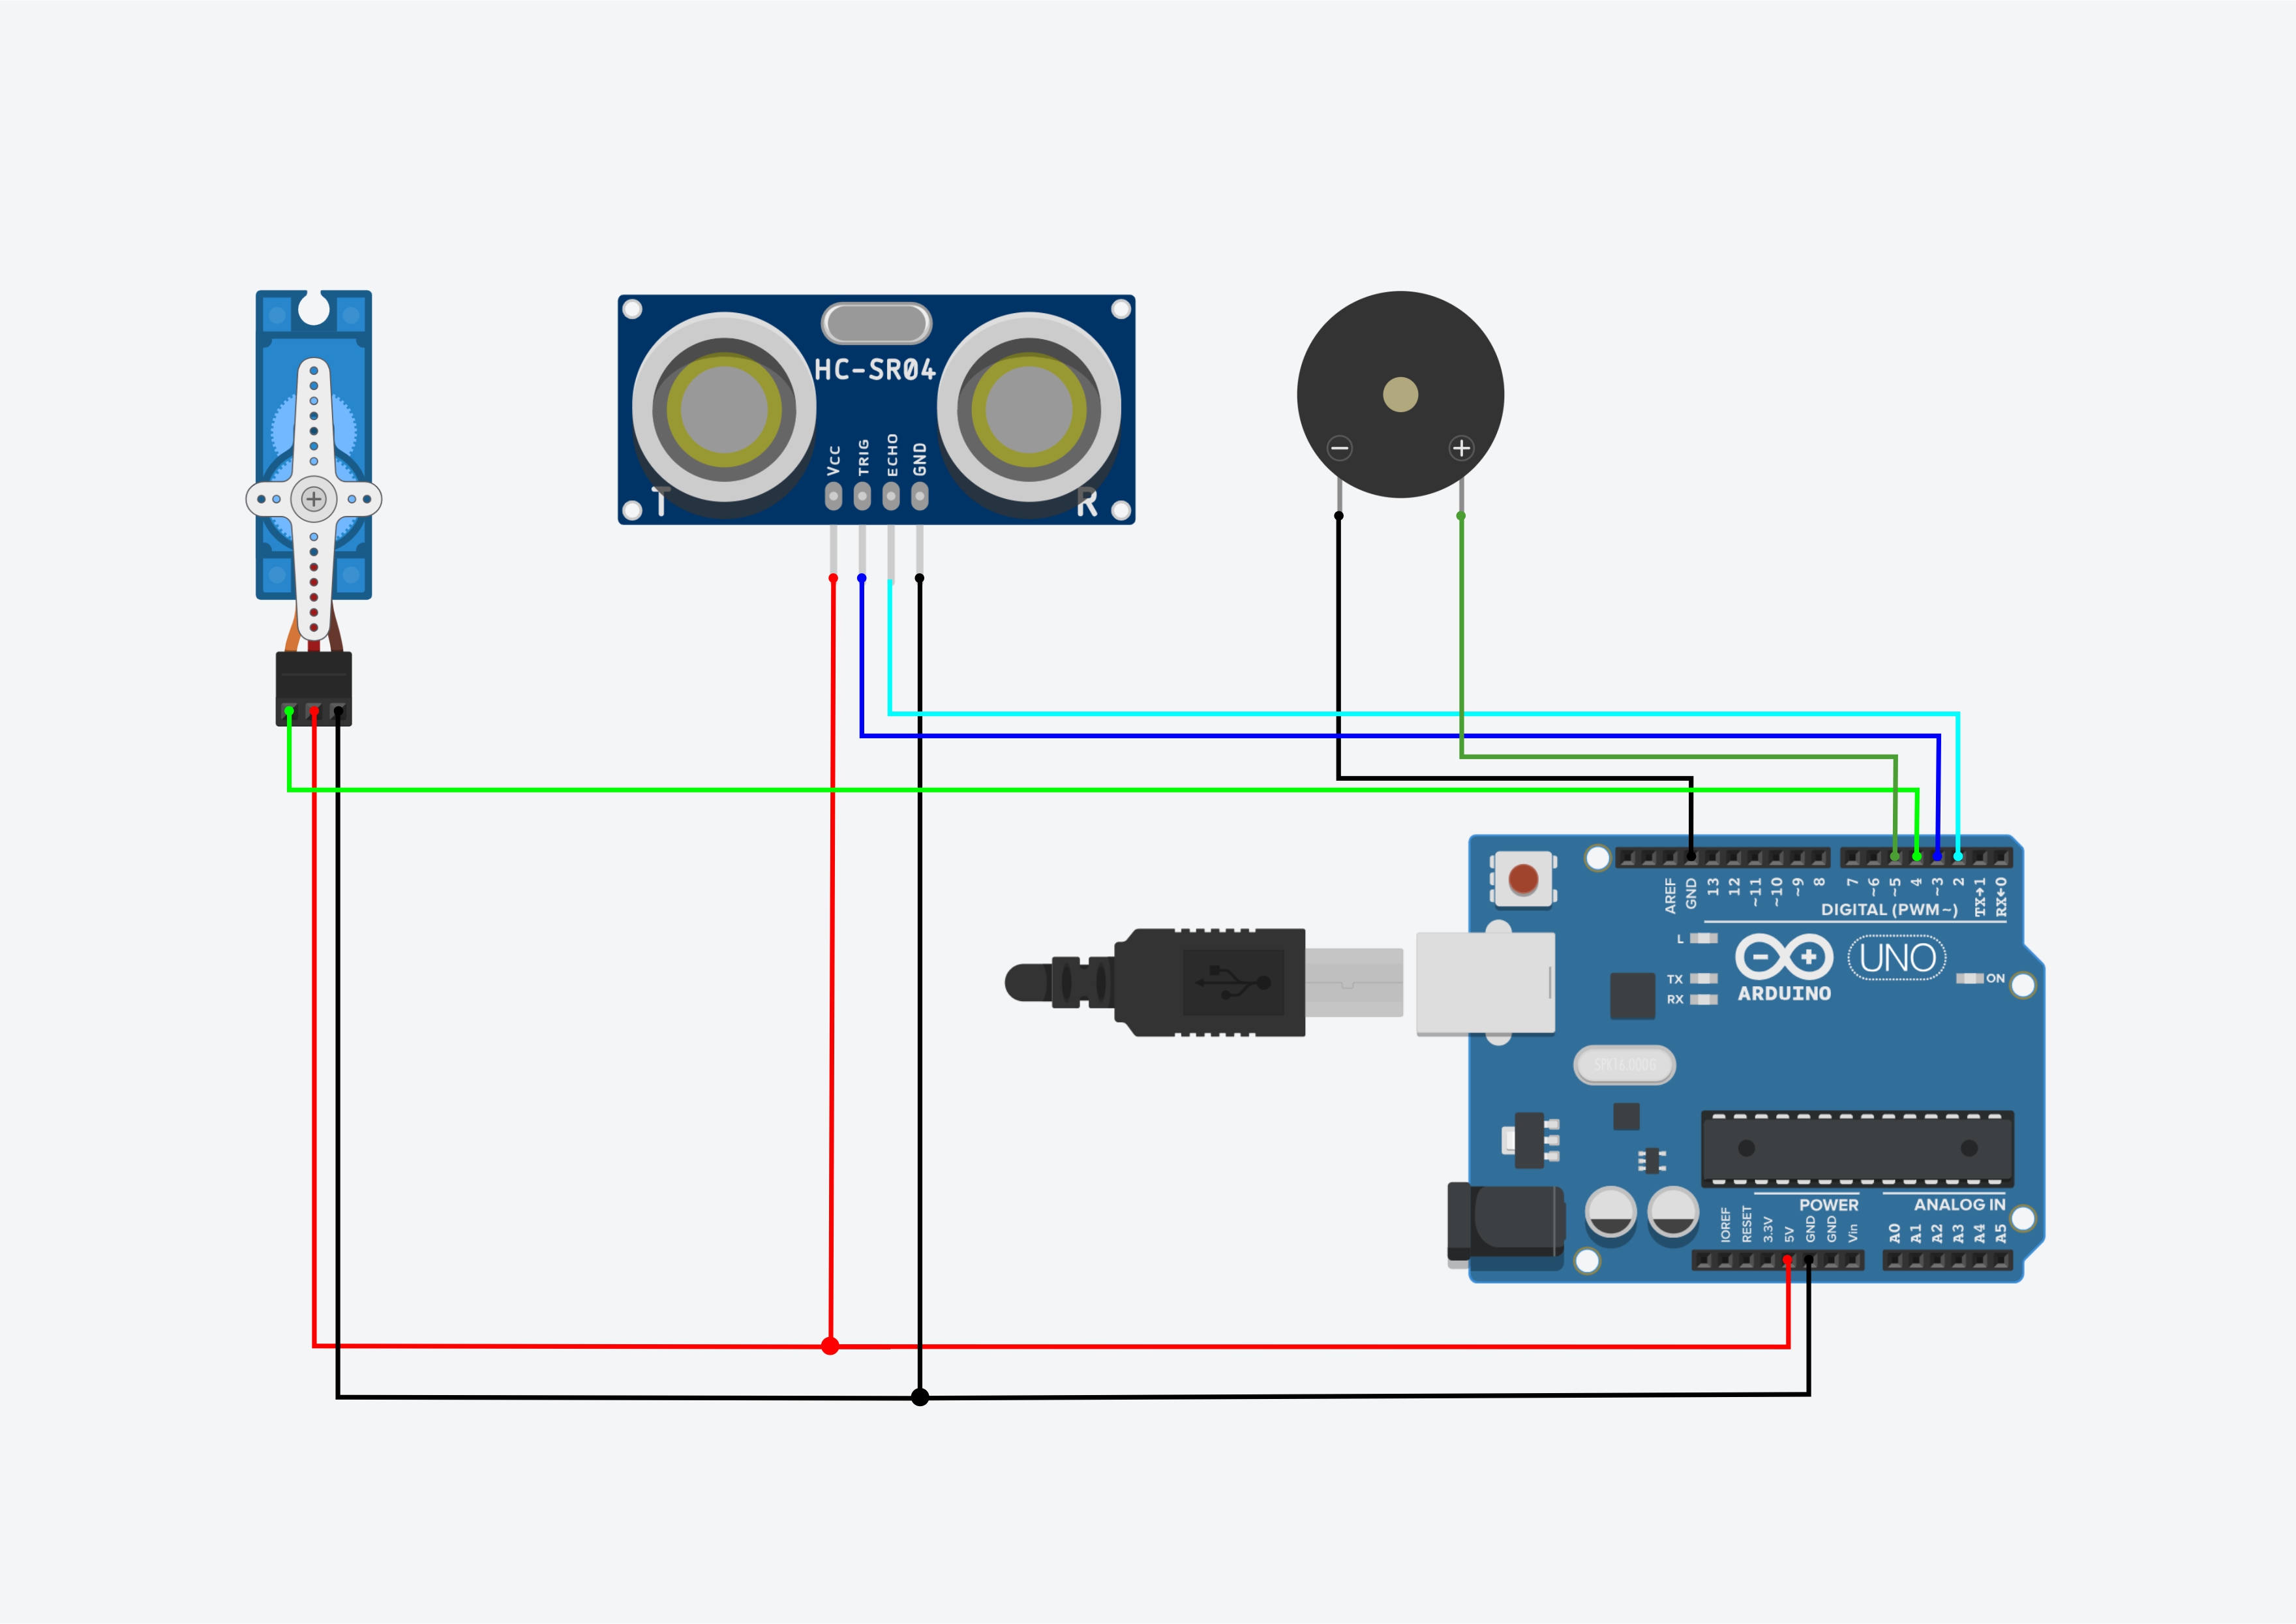 HC-SR04
VCC
TRIG
ECHO
GND
T
R
AREF
GND
13
12
~11
~10
~9
8
7
~6
~5
4
~3
2
TX→1
RX←0
DIGITAL (PWM~)
L
TX
RX
ARDUINO
UNO
ON
SPK16.000G
POWER
ANALOG IN
IOREF
RESET
3.3V
5V
GND
GND
Vin
A0
A1
A2
A3
A4
A5